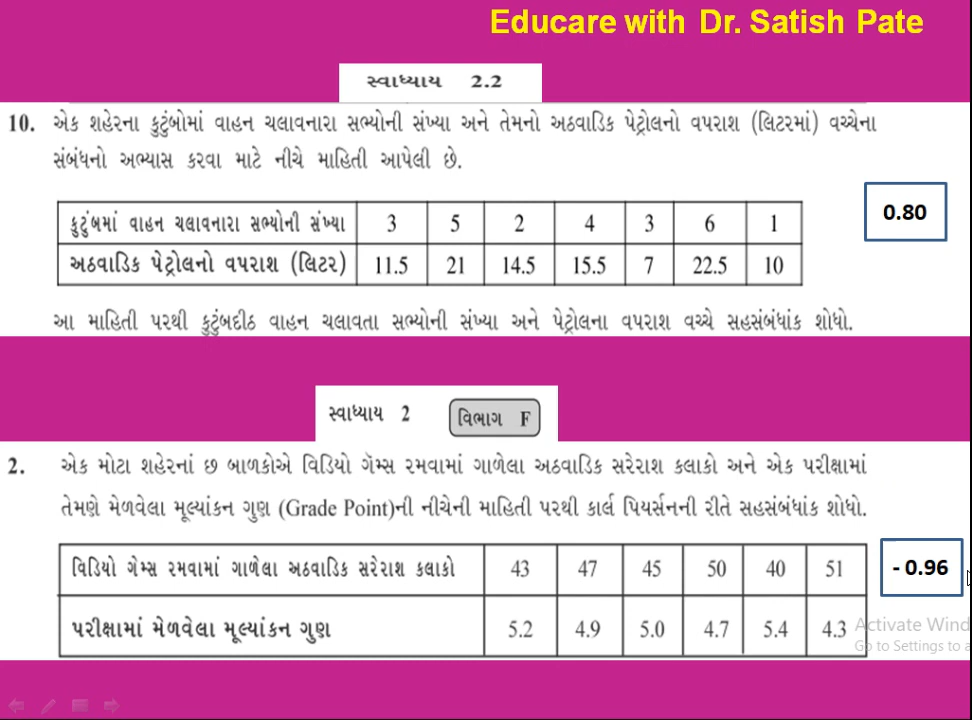 Educare with Dr. Satish Pate
સ્વાધ્યાય 2.2
10. એક શહેરના કુટુંબોમાં વાહન ચલાવનારા સભ્યોની સંખ્યા અને તેમનો અઠવાડિક પેટ્રોલનો વપરાશ (લિટરમાં) વચ્ચેના
સંબંધનો અભ્યાસ કરવા માટે નીચે માહિતી આપેલી છે.
કુટુંબમાં વાહન ચલાવનારા સભ્યોની સંખ્યા 3 5 2 4 3 6 1
0.80
અઠવાડિક પેટ્રોલનો વપરાશ (લિટર) 11.5 21 14.5 15.5 7 22.5 10
આ માહિતી પરથી કુટુંબદીઠ વાહન ચલાવતા સભ્યોની સંખ્યા અને પેટ્રોલના વપરાશ વચ્ચે સહસંબંધાંક શોધો.
સ્વાધ્યાય 2 વિભાગ F
2. એક મોટા શહેરનાં છ બાળકોએ વિડિયો ગૅમ્સ રમવામાં ગાળેલા અઠવાડિક સરેરાશ કલાકો અને એક પરીક્ષામાં
તેમણે મેળવેલા મૂલ્યાંકન ગુણ (Grade Point)ની નીચેની માહિતી પરથી કાર્લ પિયર્સનની રીતે સહસંબંધાંક શોધો.
વિડિયો ગેમ્સ રમવામાં ગાળેલા અઠવાડિક સરેરાશ કલાકો 43 47 45 50 40 51
- 0.96
પરીક્ષામાં મેળવેલા મૂલ્યાંકન ગુણ 5.2 4.9 5.0 4.7 5.4 4.3
Activate Wind
Go to Settings to a